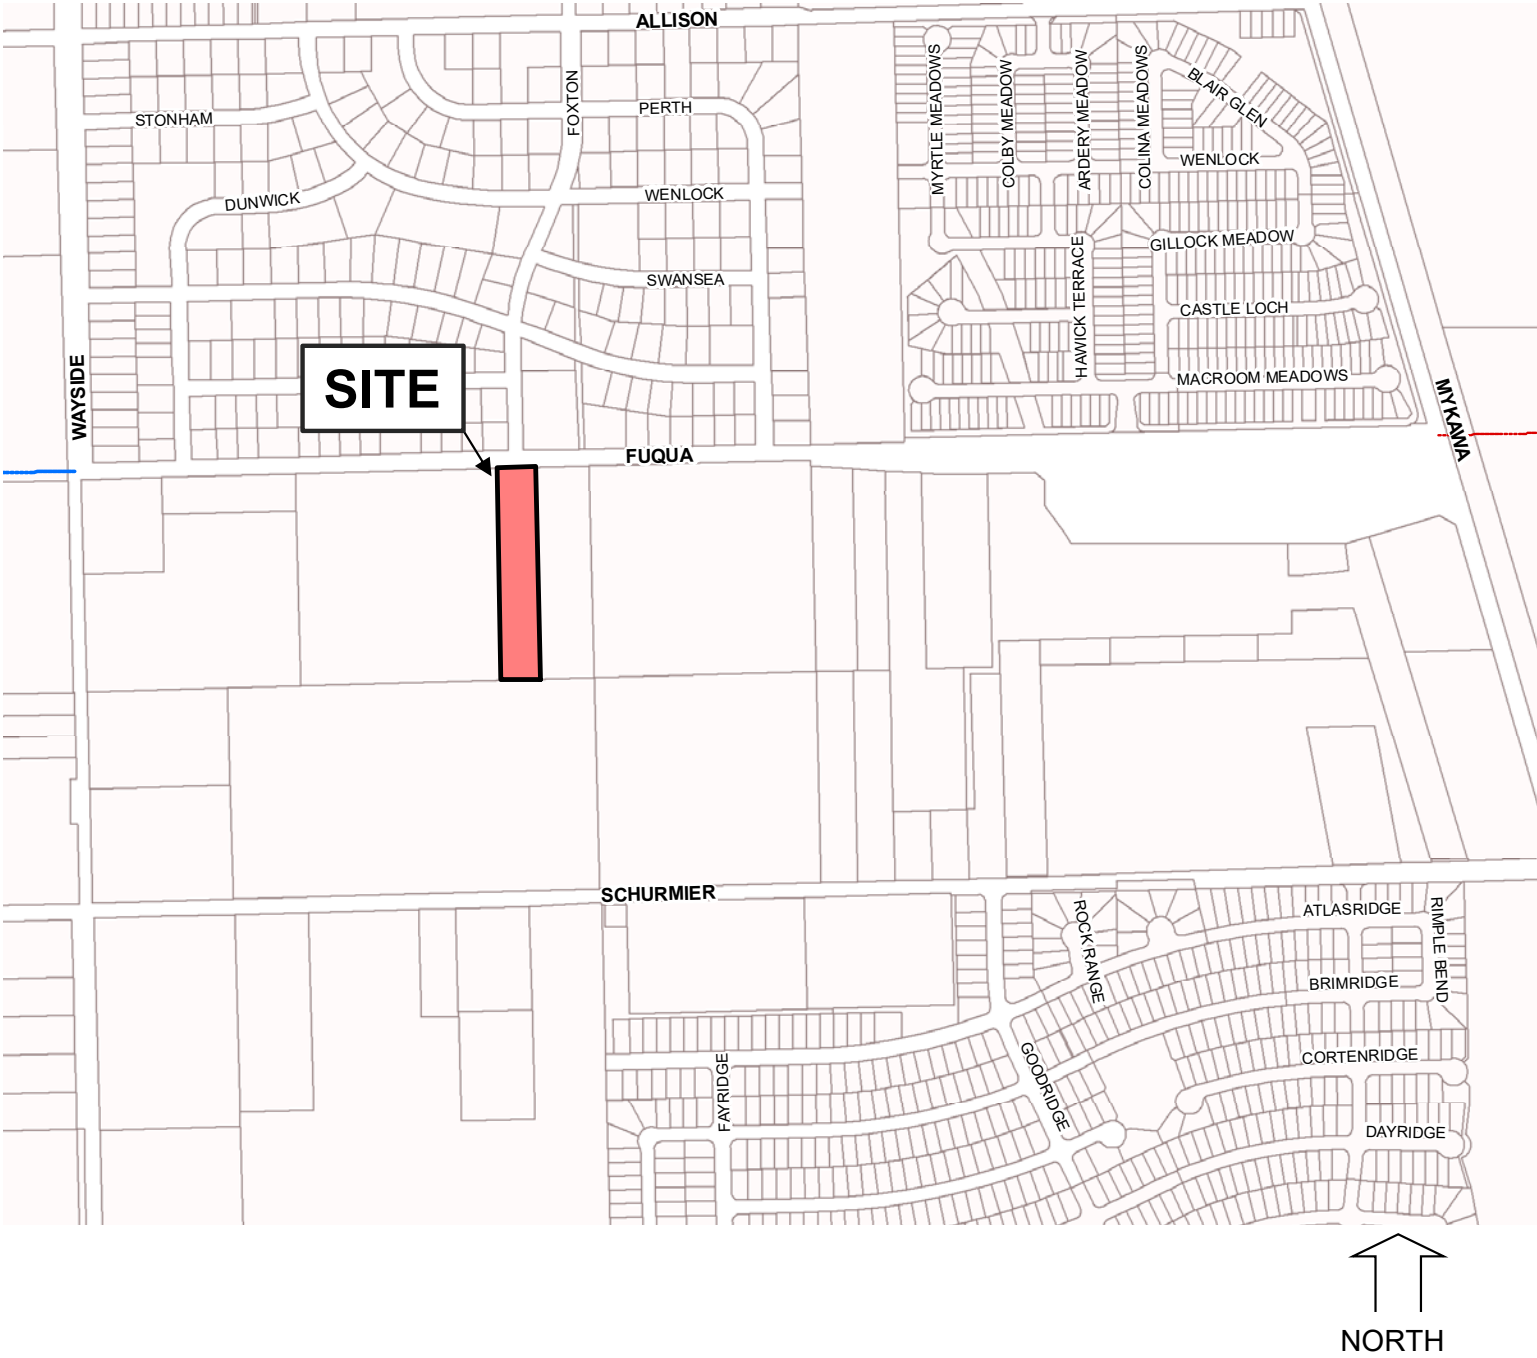 ALLISON
MYRTLE MEADOWS
COLBY MEADOW
ARDERY MEADOW
COLINA MEADOWS
BLAIR GLEN
FOXTON
PERTH
STONHAM
WENLOCK
DUNWICK
WENLOCK
GILLOCK MEADOW
SWANSEA
HAWICK TERRACE
CASTLE LOCH
WAYSIDE
SITE
MACROOM MEADOWS
MYKAWA
FUQUA
SCHURMIER
ROCK RANGE
ATLASRIDGE
RIMPLE BEND
BRIMRIDGE
GOODRIDGE
CORTENRIDGE
FAYRIDGE
DAYRIDGE
NORTH